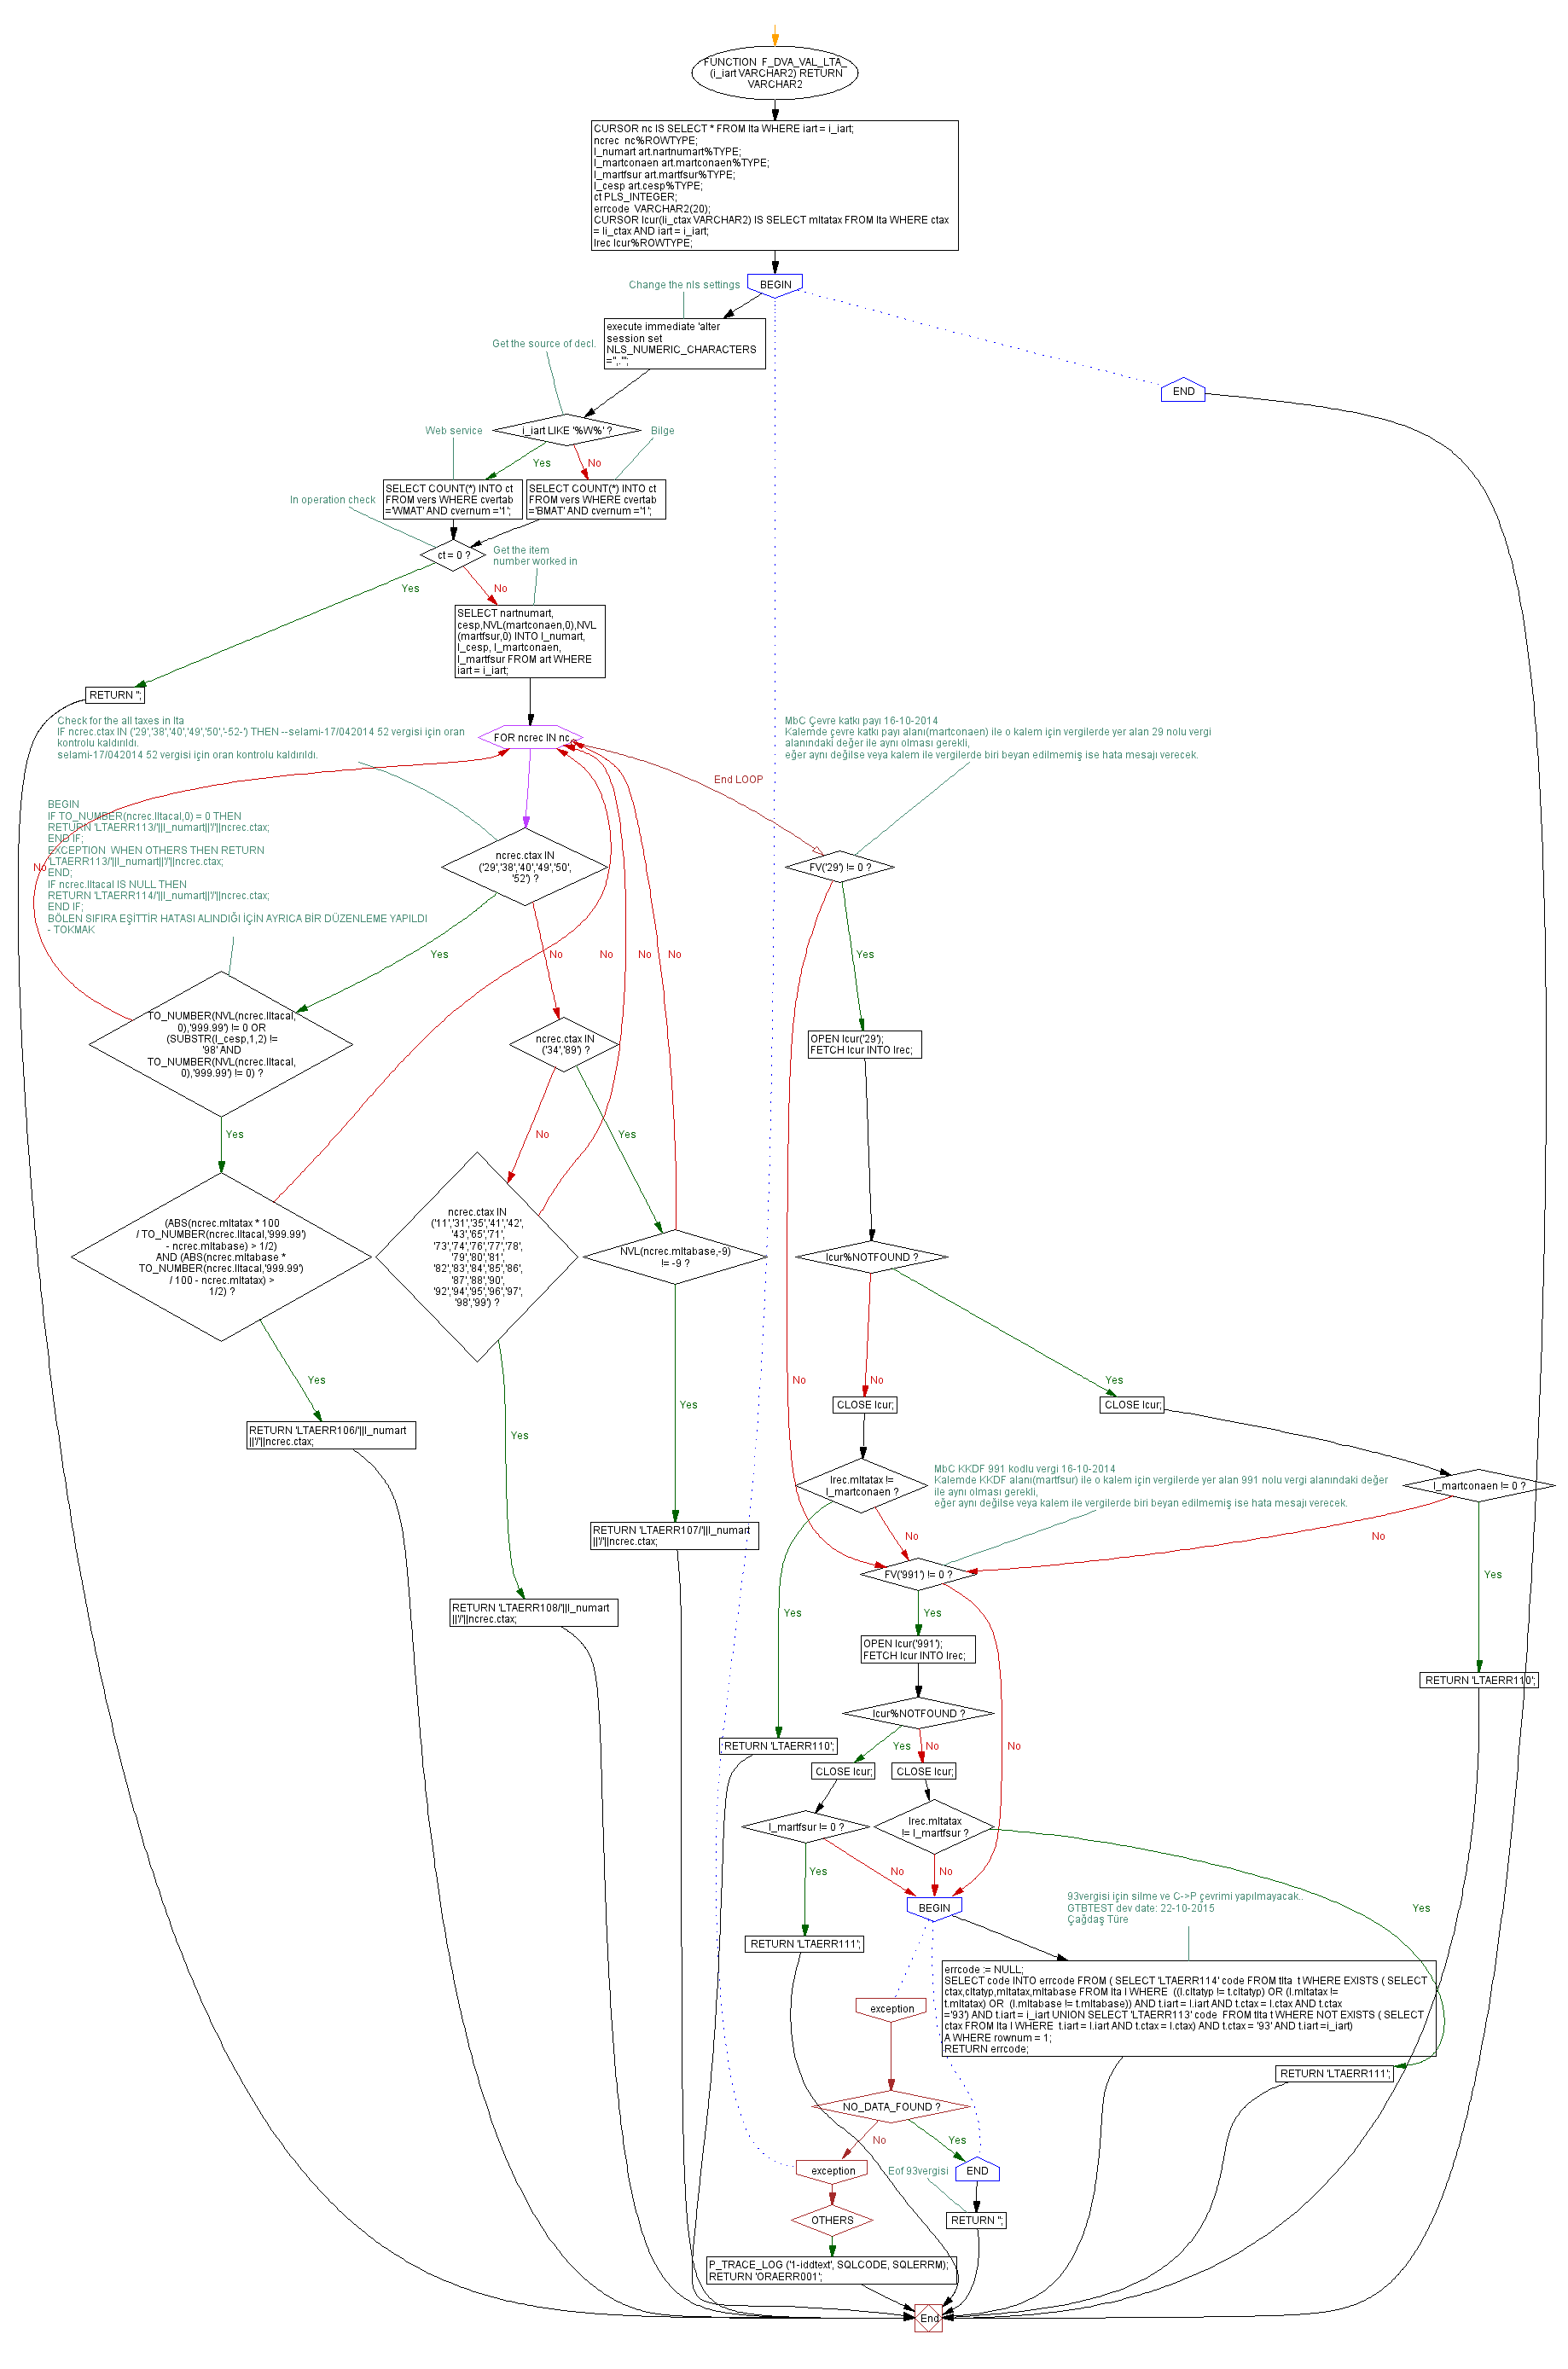 FUNCTION F_DVA_VAL_LTA_
(i_iart VARCHAR2) RETURN
VARCHAR2
CURSOR nc IS SELECT * FROM lta WHERE iart = i_iart;
ncrec  nc%ROWTYPE;
l_numart art.nartnumart%TYPE;
l_martconaen art.martconaen%TYPE;
l_martfsur art.martfsur%TYPE;
l_cesp art.cesp%TYPE;
ct PLS_INTEGER;
errcode  VARCHAR2(20);
CURSOR lcur(li_ctax VARCHAR2) IS SELECT mltatax FROM lta WHERE ctax
= li_ctax AND iart = i_iart;
lrec lcur%ROWTYPE;
Change the nls settings
BEGIN
execute immediate 'alter
session set
NLS_NUMERIC_CHARACTERS
='',.''';
Get the source of decl.
END
i_iart LIKE '%W%' ?
Web service
Bilge
Yes
No
In operation check
SELECT COUNT(*) INTO ct
FROM vers WHERE cvertab
='WMAT' AND cvernum ='1';
SELECT COUNT(*) INTO ct
FROM vers WHERE cvertab
='BMAT' AND cvernum ='1';
ct = 0 ?
Get the item
number worked in
Yes
No
SELECT nartnumart,
cesp,NVL(martconaen,0),NVL
(martfsur,0) INTO l_numart,
l_cesp, l_martconaen,
l_martfsur FROM art WHERE
iart = i_iart;
RETURN '';
Check for the all taxes in lta
IF ncrec.ctax IN ('29','38','40','49','50','-52-') THEN --selami-17/042014 52 vergisi için oran
kontrolu kaldırıldı.
selami-17/042014 52 vergisi için oran kontrolu kaldırıldı.
FOR ncrec IN nc
MbC Çevre katkı payı 16-10-2014
Kalemde çevre katkı payı alanı(martconaen) ile o kalem için vergilerde yer alan 29 nolu vergi
alanındaki değer ile aynı olması gerekli,
eğer aynı değilse veya kalem ile vergilerde biri beyan edilmemiş ise hata mesajı verecek.
End LOOP
BEGIN
IF TO_NUMBER(ncrec.lltacal,0) = 0 THEN
RETURN 'LTAERR113/'||l_numart||'/'||ncrec.ctax;
END IF;
EXCEPTION  WHEN OTHERS THEN RETURN
'LTAERR113/'||l_numart||'/'||ncrec.ctax;
END;
IF ncrec.lltacal IS NULL THEN
RETURN 'LTAERR114/'||l_numart||'/'||ncrec.ctax;
END IF;
BÖLEN SIFIRA EŞİTTİR HATASI ALINDIĞI İÇİN AYRICA BİR DÜZENLEME YAPILDI
- TOKMAK
No
ncrec.ctax IN
('29','38','40','49','50',
'52') ?
FV('29') != 0 ?
Yes
No
No
No
No
Yes
TO_NUMBER(NVL(ncrec.lltacal,
0),'999.99') != 0 OR
(SUBSTR(l_cesp,1,2) !=
'98' AND
TO_NUMBER(NVL(ncrec.lltacal,
0),'999.99') != 0) ?
ncrec.ctax IN
('34','89') ?
OPEN lcur('29');
FETCH lcur INTO lrec;
Yes
No
Yes
(ABS(ncrec.mltatax * 100
/ TO_NUMBER(ncrec.lltacal,'999.99')
- ncrec.mltabase) > 1/2)
AND (ABS(ncrec.mltabase *
TO_NUMBER(ncrec.lltacal,'999.99')
/ 100 - ncrec.mltatax) >
1/2) ?
ncrec.ctax IN
('11','31','35','41','42',
'43','65','71',
'73','74','76','77','78',
'79','80','81',
'82','83','84','85','86',
'87','88','90',
'92','94','95','96','97',
'98','99') ?
NVL(ncrec.mltabase,-9)
!= -9 ?
lcur%NOTFOUND ?
Yes
No
No
Yes
Yes
CLOSE lcur;
CLOSE lcur;
RETURN 'LTAERR106/'||l_numart
||'/'||ncrec.ctax;
Yes
lrec.mltatax !=
l_martconaen ?
MbC KKDF 991 kodlu vergi 16-10-2014
Kalemde KKDF alanı(martfsur) ile o kalem için vergilerde yer alan 991 nolu vergi alanındaki değer
ile aynı olması gerekli,
eğer aynı değilse veya kalem ile vergilerde biri beyan edilmemiş ise hata mesajı verecek.
l_martconaen != 0 ?
RETURN 'LTAERR107/'||l_numart
||'/'||ncrec.ctax;
No
No
FV('991') != 0 ?
Yes
RETURN 'LTAERR108/'||l_numart
||'/'||ncrec.ctax;
Yes
Yes
OPEN lcur('991');
FETCH lcur INTO lrec;
RETURN 'LTAERR110';
lcur%NOTFOUND ?
RETURN 'LTAERR110';
Yes
No
No
CLOSE lcur;
CLOSE lcur;
l_martfsur != 0 ?
lrec.mltatax
!= l_martfsur ?
Yes
No
No
93vergisi için silme ve C->P çevrimi yapılmayacak..
GTBTEST dev date: 22-10-2015
Çağdaş Türe
Yes
BEGIN
RETURN 'LTAERR111';
errcode := NULL;
SELECT code INTO errcode FROM ( SELECT 'LTAERR114' code FROM tlta  t WHERE EXISTS ( SELECT
ctax,cltatyp,mltatax,mltabase FROM lta l WHERE  ((l.cltatyp != t.cltatyp) OR (l.mltatax !=
t.mltatax) OR  (l.mltabase != t.mltabase)) AND t.iart = l.iart AND t.ctax = l.ctax AND t.ctax
='93') AND t.iart = i_iart UNION SELECT 'LTAERR113' code  FROM tlta t WHERE NOT EXISTS ( SELECT
ctax FROM lta l WHERE  t.iart = l.iart AND t.ctax = l.ctax) AND t.ctax = '93' AND t.iart =i_iart)
A WHERE rownum = 1;
RETURN errcode;
exception
RETURN 'LTAERR111';
NO_DATA_FOUND ?
No
Yes
exception
Eof 93vergisi
END
OTHERS
RETURN '';
P_TRACE_LOG ('1-iddtext', SQLCODE, SQLERRM);
RETURN 'ORAERR001';
End